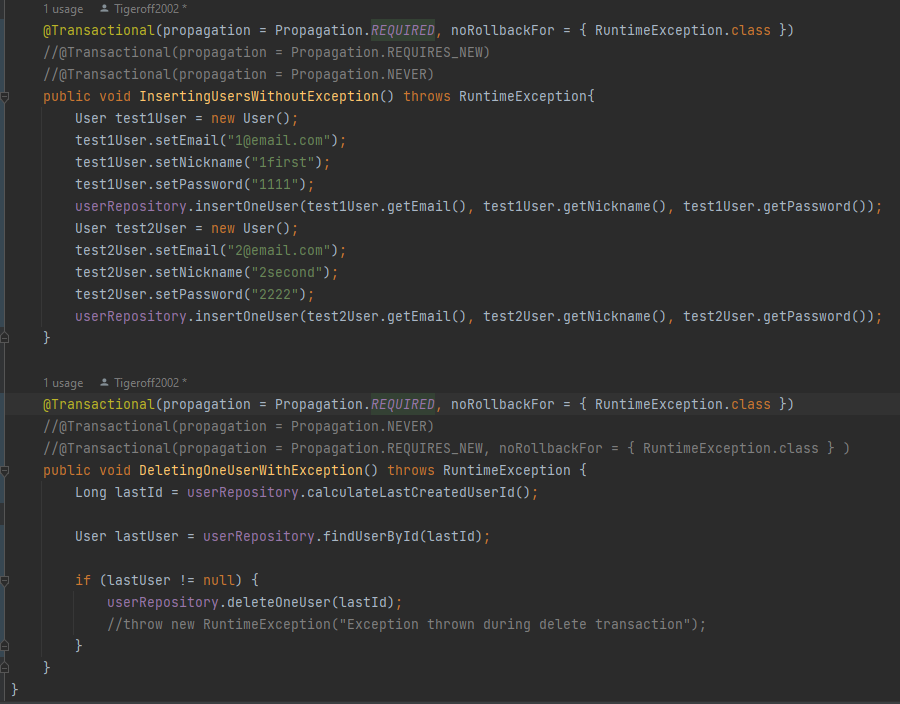 1 usage   Tigeroff2002 *
@Transactional(propagation = Propagation.REQUIRED, noRollbackFor = { RuntimeException.class })
//@Transactional(propagation = Propagation.REQUIRES_NEW)
//@Transactional(propagation = Propagation.NEVER)
public void InsertingUsersWithoutException() throws RuntimeException{
    User test1User = new User();
    test1User.setEmail("1@email.com");
    test1User.setNickname("1first");
    test1User.setPassword("1111");
    userRepository.insertOneUser(test1User.getEmail(), test1User.getNickname(), test1User.getPassword());
    User test2User = new User();
    test2User.setEmail("2@email.com");
    test2User.setNickname("2second");
    test2User.setPassword("2222");
    userRepository.insertOneUser(test2User.getEmail(), test2User.getNickname(), test2User.getPassword());
}
1 usage   Tigeroff2002 *
@Transactional(propagation = Propagation.REQUIRED, noRollbackFor = { RuntimeException.class })
//@Transactional(propagation = Propagation.NEVER)
//@Transactional(propagation = Propagation.REQUIRES_NEW, noRollbackFor = { RuntimeException.class } )
public void DeletingOneUserWithException() throws RuntimeException {
    Long lastId = userRepository.calculateLastCreatedUserId();
    User lastUser = userRepository.findUserById(lastId);
    if (lastUser != null) {
        userRepository.deleteOneUser(lastId);
        //throw new RuntimeException("Exception thrown during delete transaction");
    }
}
}